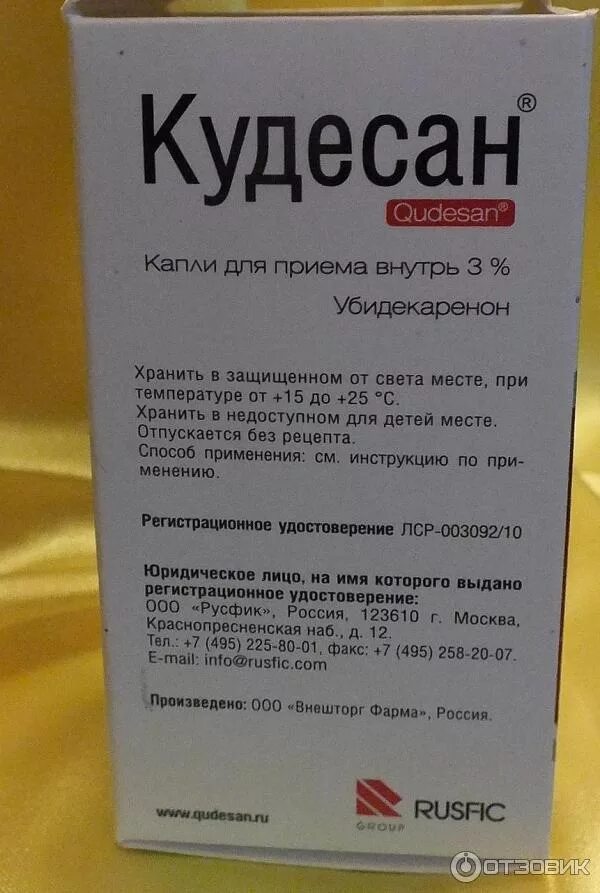 Кудесан®
Qudesan®
Капли для приема внутрь 3 %
Убидекаренон
Хранить в защищенном от света месте, при
температуре от +15 до +25 °C.
Хранить в недоступном для детей месте.
Отпускается без рецепта.
Способ применения: см. инструкцию по при-
менению.
Регистрационное удостоверение ЛСР-003092/10
Юридическое лицо, на имя которого выдано
регистрационное удостоверение:
ООО «Русфик», Россия, 123610 г. Москва,
Краснопресненская наб., д. 12.
Тел.: +7 (495) 225-80-01, факс: +7 (495) 258-20-07.
E-mail: info@rusfic.com
Произведено: ООО «Внешторг Фарма», Россия.
www.qudesan.ru
RUSFIC
GROUP
ОТЗОВИК